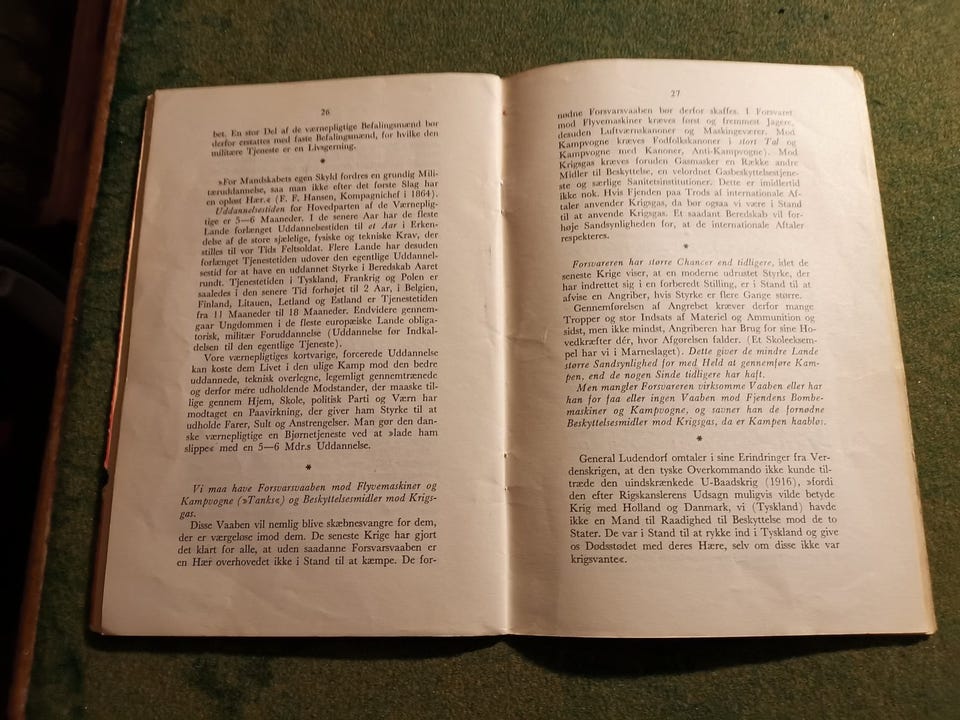 26
bet. En stor Del af de værnepligtige Befalingsmænd bør
derfor erstattes med faste Befalingsmænd, for hvilke den
militære Tjeneste er en Livsgerning.
*
»For Mandskabets egen Skyld fordres en grundig Mili-
tæruddannelse, saa man ikke efter det første Slag har
en opløst Hær.« (F. F. Hansen, Kompagnichef i 1864).
Uddannelsestiden for Hovedparten af de Værneplig-
tige er 5—6 Maaneder. I de senere Aar har de fleste
Lande forlænget Uddannelsestiden til et Aar i Erken-
delse af de store sjælelige, fysiske og tekniske Krav, der
stilles til vor Tids Feltsoldat. Flere Lande har desuden
forlænget Tjenestetiden udover den egentlige Uddannel-
sestid for at have en uddannet Styrke i Beredskab Aaret
rundt. Tjenestetiden i Tyskland, Frankrig og Polen er
saaledes i den senere Tid forhøjet til 2 Aar, i Belgien,
Finland, Litauen, Letland og Estland er Tjenestetiden
fra 11 Maaneder til 18 Maaneder. Endvidere gennem-
gaar Ungdommen i de fleste europæiske Lande obliga-
torisk, militær Foruddannelse (Uddannelse før Indkal-
delsen til den egentlige Tjeneste).
Vore værnepligtiges kortvarige, forcerede Uddannelse
kan koste dem Livet i den ulige Kamp mod den bedre
uddannede, teknisk overlegne, legemligt gennemtrænede
og derfor mere udholdende Modstander, der maaske til-
lige gennem Hjem, Skole, politisk Parti og Værn har
modtaget en Paavirkning, der giver ham Styrke til at
udholde Farer, Sult og Anstrengelser. Man gør den dan-
ske værnepligtige en Bjørnetjeneste ved at »lade ham
slippe« med en 5—6 Mdr.s Uddannelse.
*
Vi maa have Forsvarsvaaben mod Flyvemaskiner og
Kampvogne (»Tanks«) og Beskyttelsesmidler mod Krigs-
gas.
Disse Vaaben vil nemlig blive skæbnesvangre for dem,
der er værgeløse imod dem. De seneste Krige har gjort
det klart for alle, at uden saadanne Forsvarsvaaben er
en Hær overhovedet ikke i Stand til at kæmpe. De for-
27
nødne Forsvarsvaaben bør derfor skaffes. I Forsvaret
mod Flyvemaskiner kræves først og fremmest Jagere,
desuden Luftværnskanoner og Maskingeværer. Mod
Kampvogne kræves Fodfolkskanoner i stort Tal og
Kampvogne med Kanoner, Anti-Kampvogne). Mod
Krigsgas kræves foruden Gasmasker en Række andre
Midler til Beskyttelse, en velordnet Gasbeskyttelsestjene-
ste og særlige Sanitetsinstitutioner. Dette er imidlertid
ikke nok. Hvis Fjenden paa Trods af internationale Af-
taler anvender Krigsgas, da bør ogsaa vi være i Stand
til at anvende Krigsgas. Et saadant Beredskab vil for-
høje Sandsynligheden for, at de internationale Aftaler
respekteres.
*
Forsvareren har større Chancer end tidligere, idet de
seneste Krige viser, at en moderne udrustet Styrke, der
har indrettet sig i en forberedt Stilling, er i Stand til at
afvise en Angriber, hvis Styrke er flere Gange større.
Gennemførelsen af Angrebet kræver derfor mange
Tropper og stor Indsats af Materiel og Ammunition og
sidst, men ikke mindst, Angriberen har Brug for sine Ho-
vedkræfter dér, hvor Afgørelsen falder. (Et Skoleeksem-
pel har vi i Marneslaget). Dette giver de mindre Lande
større Sandsynlighed for med Held at gennemføre Kam-
pen, end de nogen Sinde tidligere har haft.
Men mangler Forsvareren virksomme Vaaben eller har
han for faa eller ingen Vaaben mod Fjendens Bombe-
maskiner og Kampvogne, og savner han de fornødne
Beskyttelsesmidler mod Krigsgas, da er Kampen haabløs.
*
General Ludendorf omtaler i sine Erindringer fra Ver-
denskrigen, at den tyske Overkommando ikke kunde til-
træde den uindskrænkede U-Baadskrig (1916), »fordi
den efter Rigskanslerens Udsagn muligvis vilde betyde
Krig med Holland og Danmark, vi (Tyskland) havde
ikke en Mand til Raadighed til Beskyttelse mod de to
Stater. De var i Stand til at rykke ind i Tyskland og give
os Dødsstødet med deres Hære, selv om disse ikke var
krigsvante«.